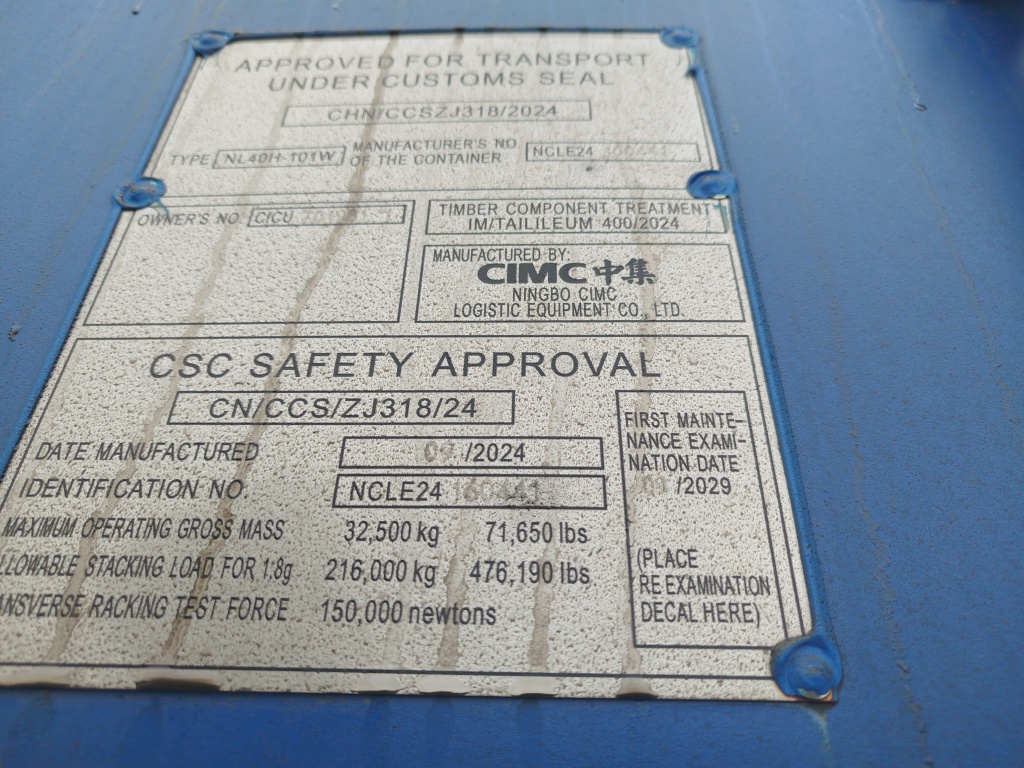 APPROVED FOR TRANSPORT
UNDER CUSTOMS SEAL
CHN/CCSZJ318/2024
TYPE NL40H-101W MANUFACTURER'S NO. OF THE CONTAINER NCLE24
OWNER'S NO. CICU
TIMBER COMPONENT TREATMENT
IM/TAILILEUM 400/2024
MANUFACTURED BY:
CIMC 中集
NINGBO CIMC
LOGISTIC EQUIPMENT CO., LTD.
CSC SAFETY APPROVAL
CN/CCS/ZJ318/24
DATE MANUFACTURED 09 /2024
IDENTIFICATION NO. NCLE24
MAXIMUM OPERATING GROSS MASS 32,500 kg 71,650 lbs
LLOWABLE STACKING LOAD FOR 1.8g 216,000 kg 476,190 lbs
ANSVERSE RACKING TEST FORCE 150,000 newtons
FIRST MAINTE-
NANCE EXAMI-
NATION DATE
/2029
(PLACE
RE EXAMINATION
DECAL HERE)